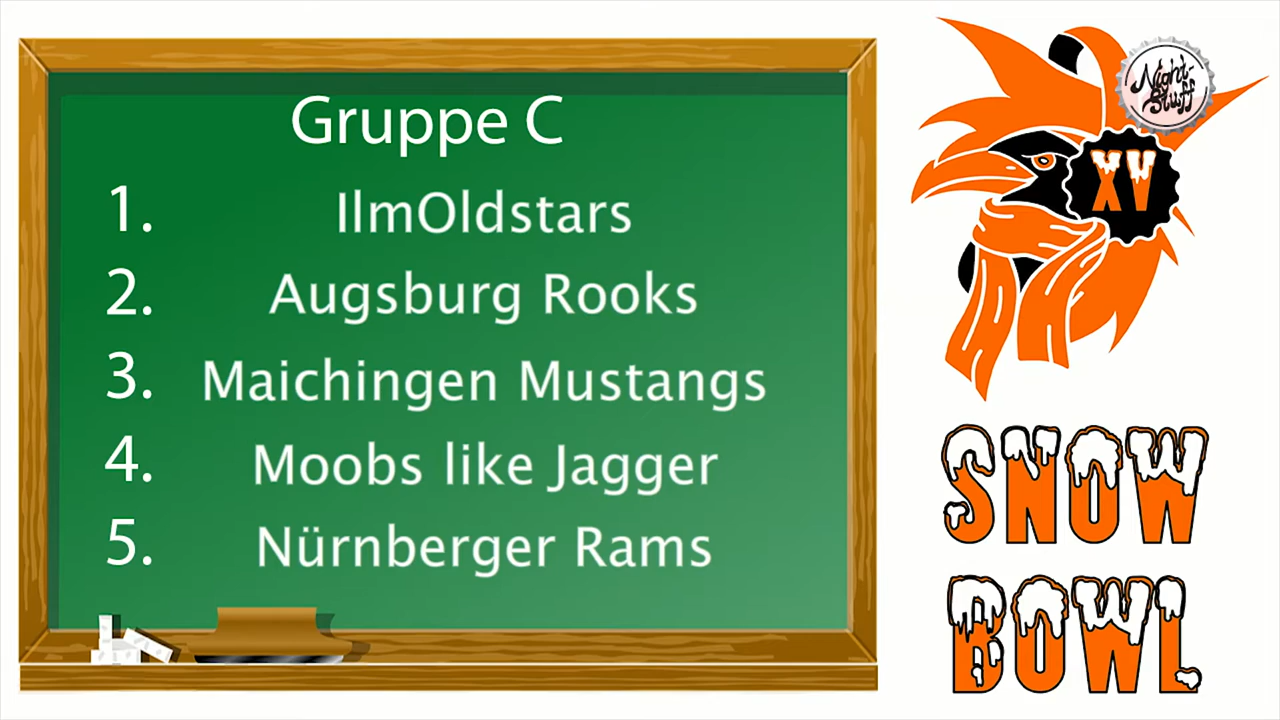 Gruppe C
1. IlmOldstars
2. Augsburg Rooks
3. Maichingen Mustangs
4. Moobs like Jagger
5. Nürnberger Rams
Night-
Stuff
XV
SNOW
BOWL